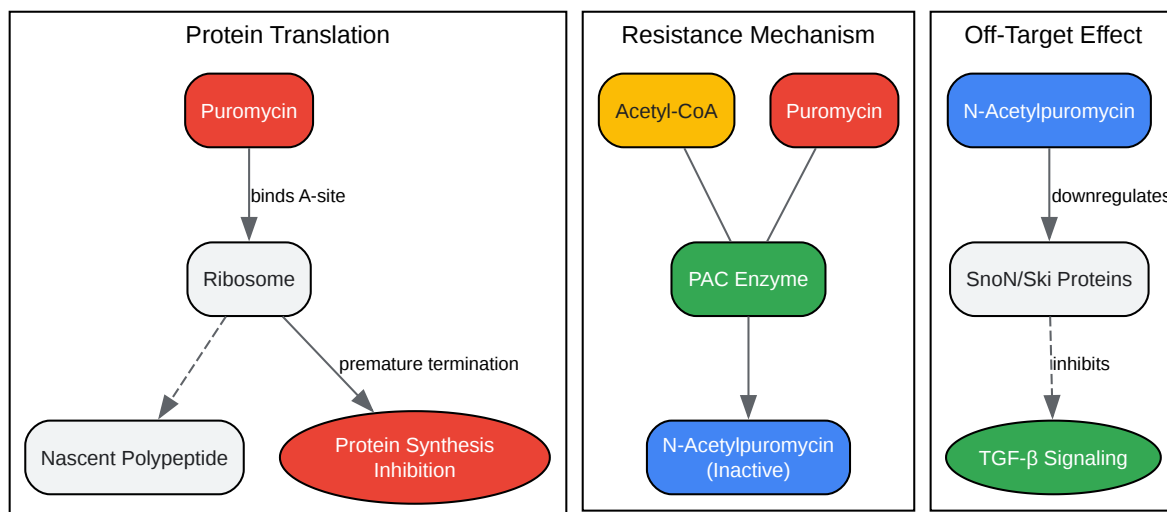 Protein Translation
Puromycin
binds A-site
Ribosome
premature termination
Nascent Polypeptide
Protein Synthesis
Inhibition
Resistance Mechanism
Acetyl-CoA
Puromycin
PAC Enzyme
N-Acetylpuromycin
(Inactive)
Off-Target Effect
N-Acetylpuromycin
downregulates
SnoN/Ski Proteins
inhibits
TGF-β Signaling